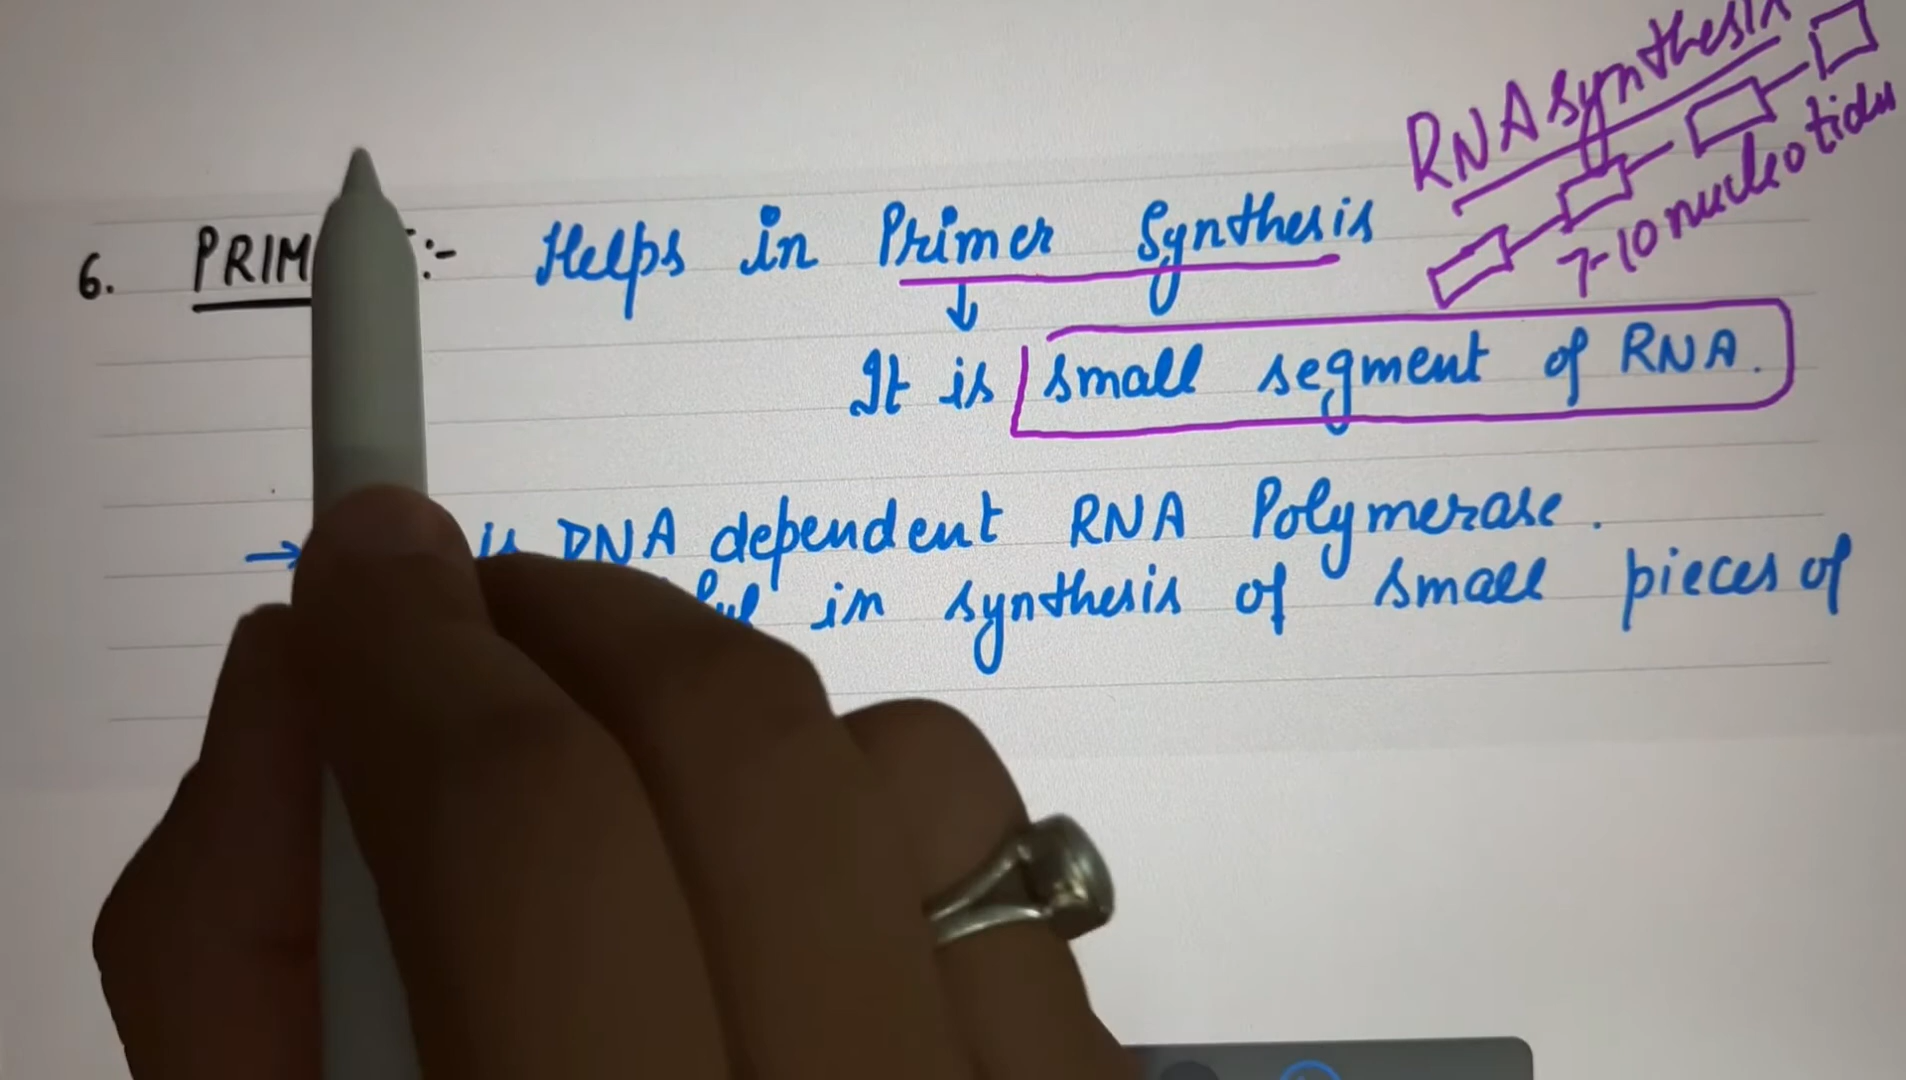 RNA synthesis
7-10 nucleotides
6. PRIM :- Helps in Primer Synthesis
↓
It is small segment of RNA.
→ is DNA dependent RNA Polymerase.
in synthesis of small pieces of